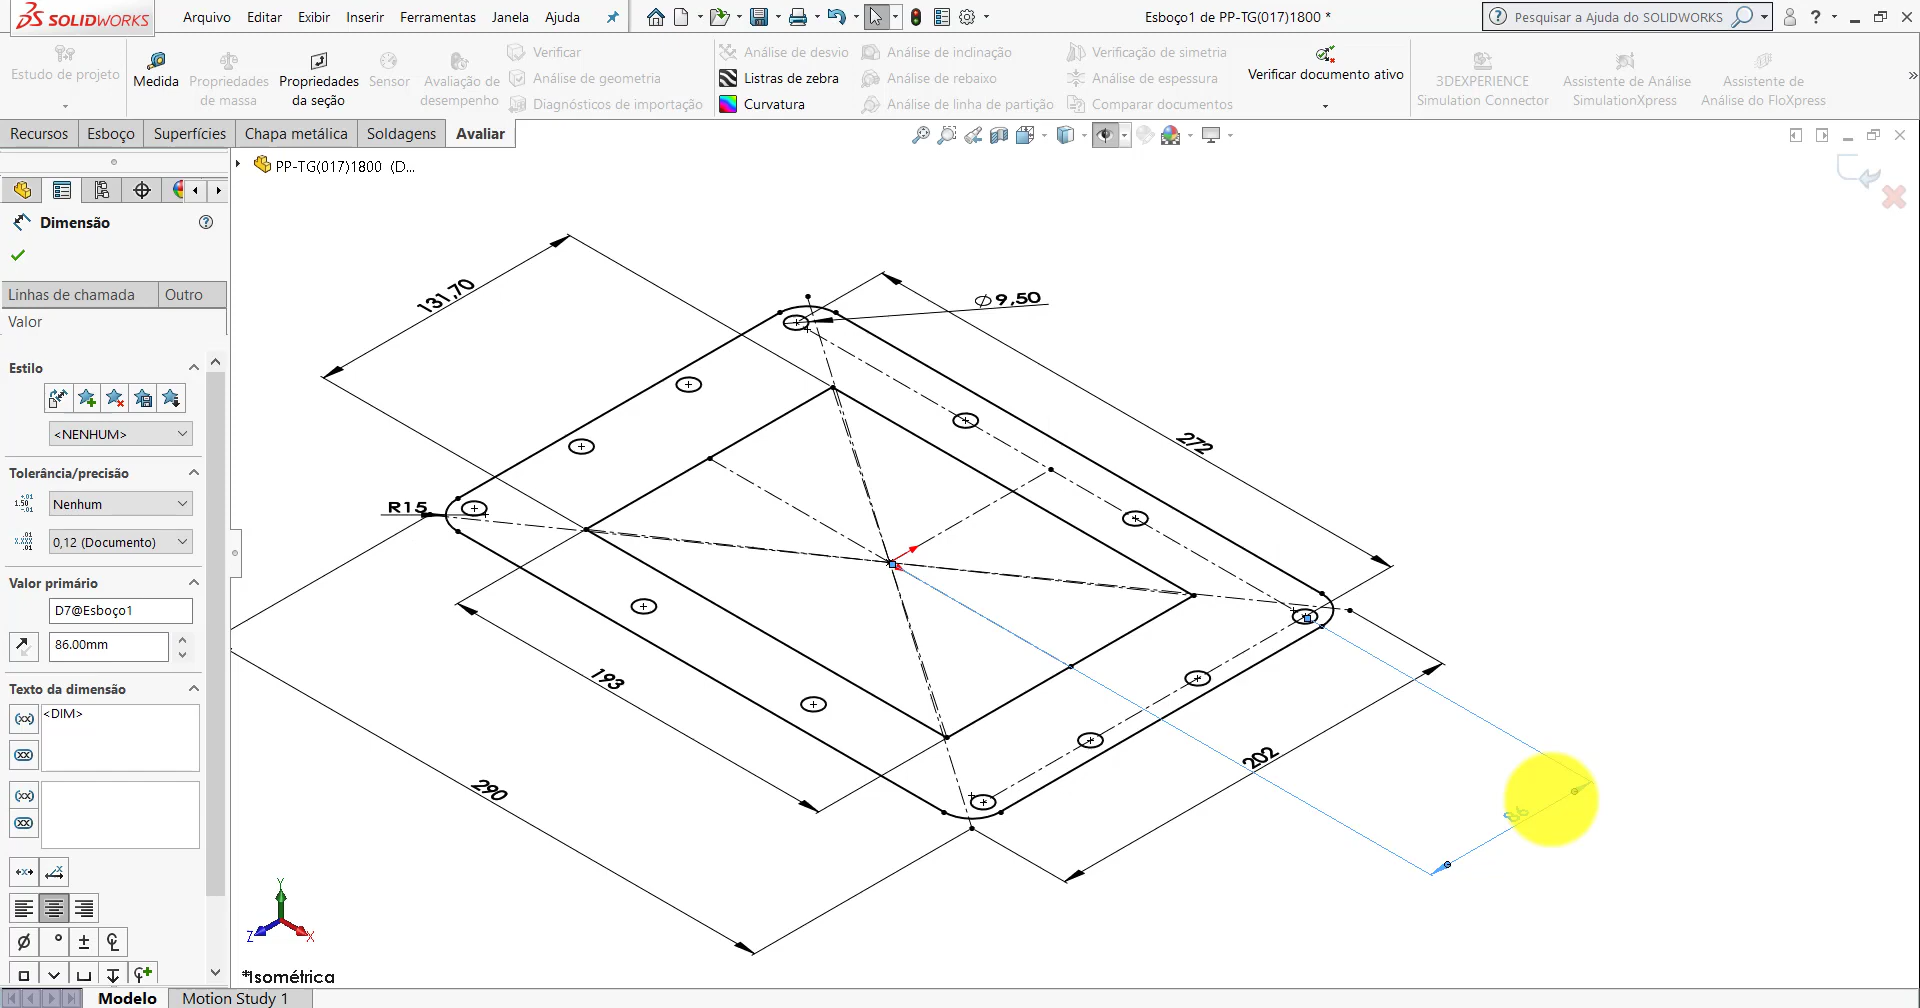 SOLIDWORKS
Arquivo Editar Exibir Inserir Ferramentas Janela Ajuda
Esboço1 de PP-TG(017)1800 *
Pesquisar a Ajuda do SOLIDWORKS
Estudo de projeto
Medida
Propriedades de massa
Propriedades da seção
Sensor
Avaliação de desempenho
Verificar
Análise de geometria
Diagnósticos de importação
Análise de desvio
Listras de zebra
Curvatura
Análise de inclinação
Análise de rebaixo
Análise de linha de partição
Verificação de simetria
Análise de espessura
Comparar documentos
Verificar documento ativo
3DEXPERIENCE
Simulation Connector
Assistente de Análise
SimulationXpress
Assistente de
Análise do FloXpress
Recursos Esboço Superfícies Chapa metálica Soldagens Avaliar
PP-TG(017)1800 (D...
Dimensão
Linhas de chamada Outro
Valor
Estilo
<NENHUM>
Tolerância/precisão
Nenhum
0,12 (Documento)
Valor primário
D7@Esboço1
86.00mm
Texto da dimensão
<DIM>
131,70
Ø9,50
272
R15
193
290
202
86
Y
Z
X
*Isométrica
Modelo Motion Study 1